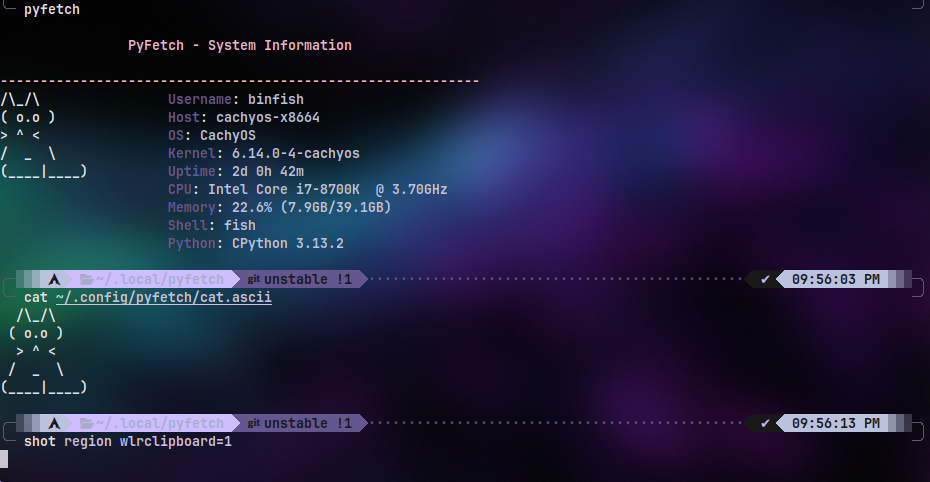 pyfetch
PyFetch - System Information
------------------------------------------------------------
/\_/\ Username: binfish
( o.o ) Host: cachyos-x8664
> ^ < OS: CachyOS
/  _  \ Kernel: 6.14.0-4-cachyos
(____|____) Uptime: 2d 0h 42m
CPU: Intel Core i7-8700K  @ 3.70GHz
Memory: 22.6% (7.9GB/39.1GB)
Shell: fish
Python: CPython 3.13.2
~/.local/pyfetch git unstable !1 ✔ 09:56:03 PM
cat ~/.config/pyfetch/cat.ascii
  /\_/\
 ( o.o )
  > ^ <
 /  _  \
(____|____)
~/.local/pyfetch git unstable !1 ✔ 09:56:13 PM
shot region wlrclipboard=1